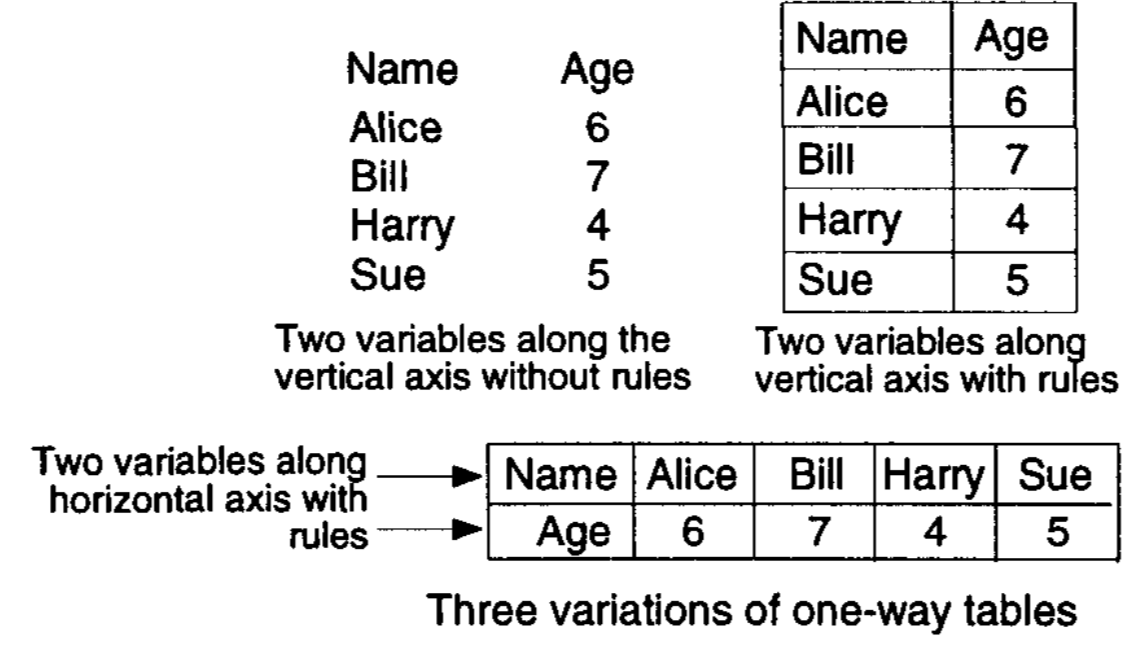 Name Age
Alice 6
Bill 7
Harry 4
Sue 5
Two variables along the
vertical axis without rules
Name Age
Alice 6
Bill 7
Harry 4
Sue 5
Two variables along
vertical axis with rules
Two variables along
horizontal axis with
rules
Name Alice Bill Harry Sue
Age 6 7 4 5
Three variations of one-way tables